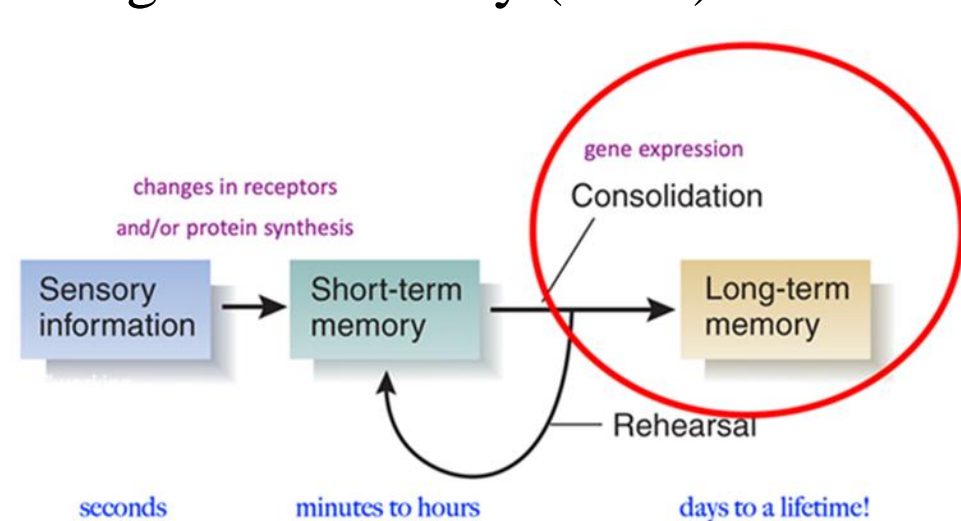 gene expression
Consolidation
changes in receptors
and/or protein synthesis
Sensory
information
Short-term
memory
Long-term
memory
Rehearsal
seconds
minutes to hours
days to a lifetime!